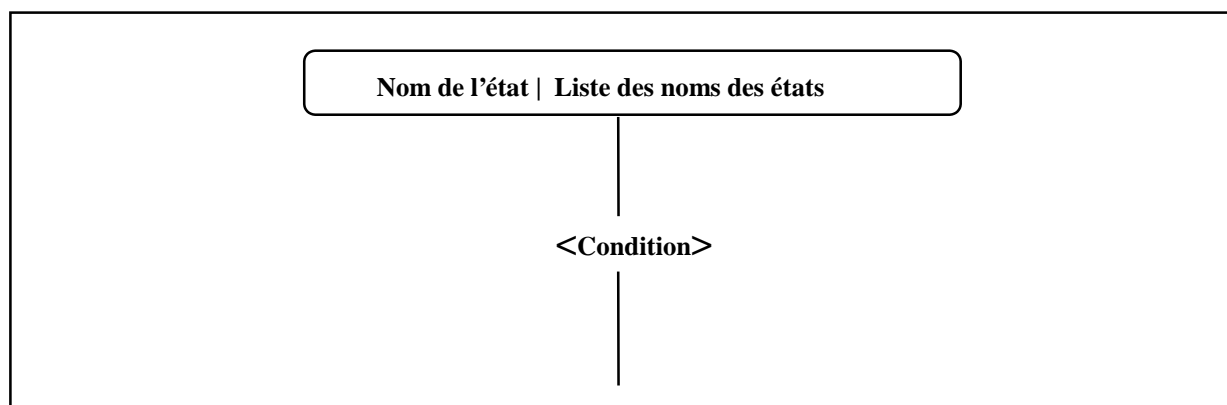 Nom de l’état | Liste des noms des états
<Condition>